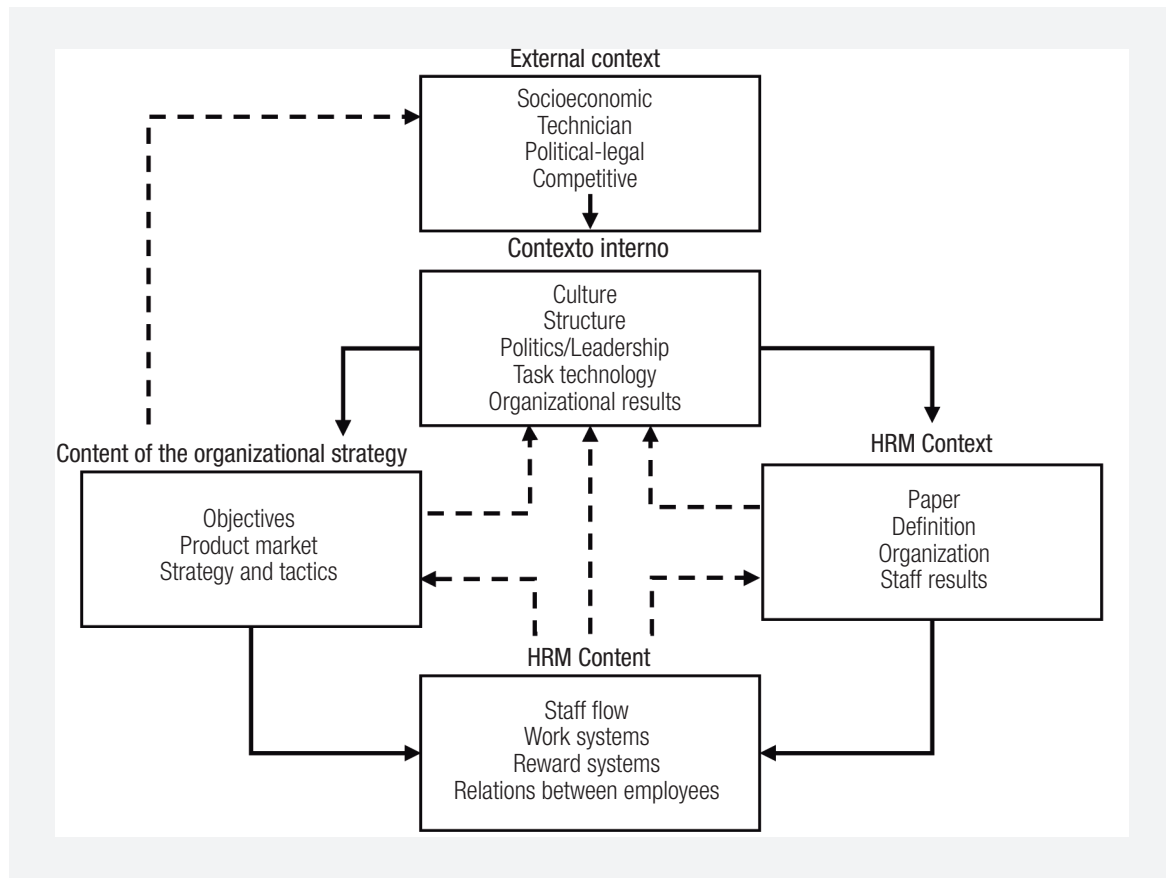 External context
Socioeconomic
Technician
Political-legal
Competitive
Contexto interno
Culture
Structure
Politics/Leadership
Task technology
Organizational results
Content of the organizational strategy
Objectives
Product market
Strategy and tactics
HRM Context
Paper
Definition
Organization
Staff results
HRM Content
Staff flow
Work systems
Reward systems
Relations between employees